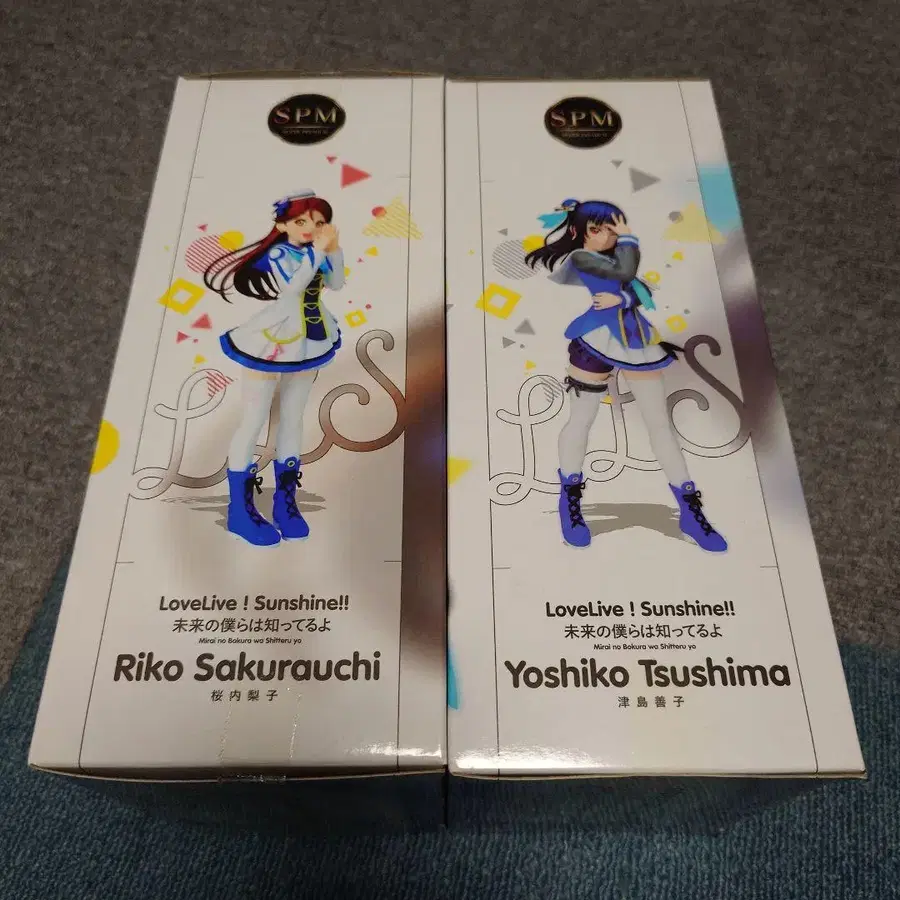 SPM
LoveLive! Sunshine!!
未来の僕らは知ってるよ
Mirai no Bokura wa Shitteru yo
Riko Sakurauchi
桜内梨子
SPM
LoveLive! Sunshine!!
未来の僕らは知ってるよ
Mirai no Bokura wa Shitteru yo
Yoshiko Tsushima
津島善子